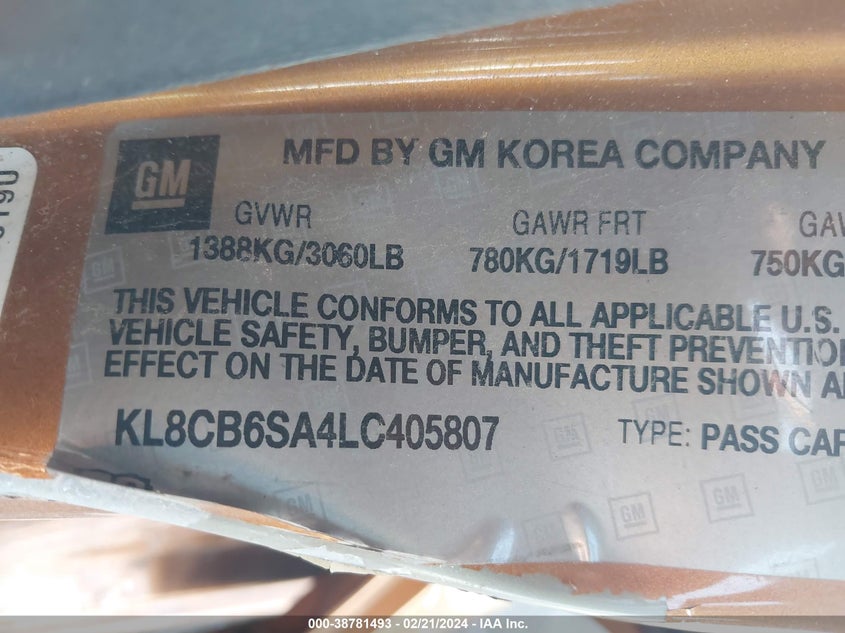 GM
MFD BY GM KOREA COMPANY
GVWR GAWR FRT GAW
1388KG/3060LB 780KG/1719LB 750KG
THIS VEHICLE CONFORMS TO ALL APPLICABLE U.S.
VEHICLE SAFETY, BUMPER, AND THEFT PREVENTIO
EFFECT ON THE DATE OF MANUFACTURE SHOWN A
KL8CB6SA4LC405807 TYPE: PASS CAR
000-38781493 - 02/21/2024 - IAA Inc.